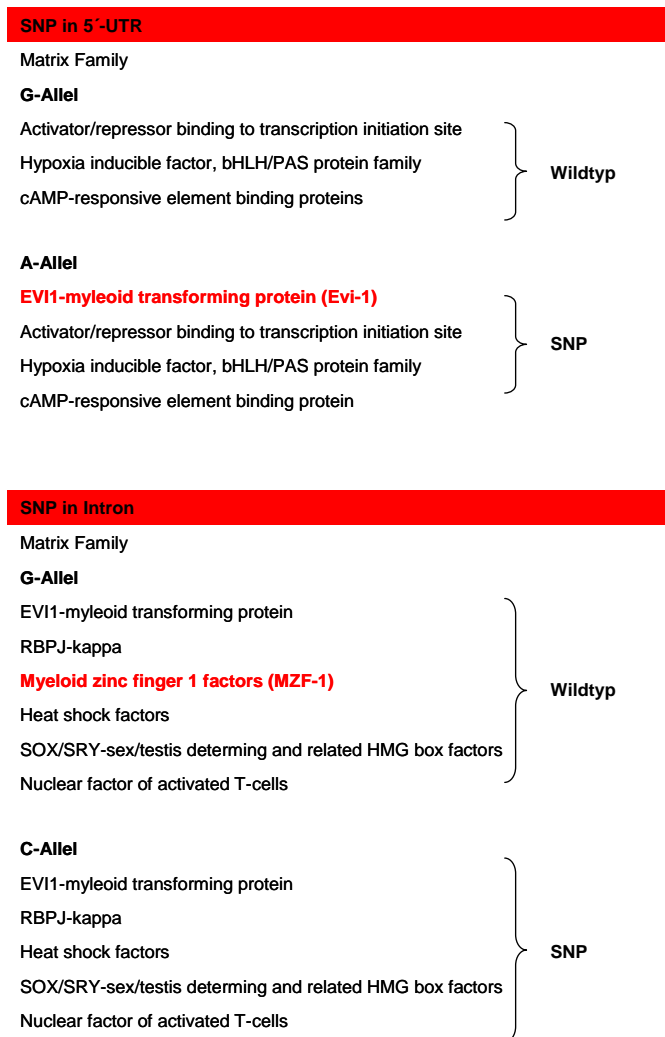 SNP in 5´-UTR
Matrix Family
G-Allel
Activator/repressor binding to transcription initiation site
Hypoxia inducible factor, bHLH/PAS protein family
cAMP-responsive element binding proteins
Wildtyp
A-Allel
EVI1-myleoid transforming protein (Evi-1)
Activator/repressor binding to transcription initiation site
Hypoxia inducible factor, bHLH/PAS protein family
cAMP-responsive element binding protein
SNP
SNP in Intron
Matrix Family
G-Allel
EVI1-myleoid transforming protein
RBPJ-kappa
Myeloid zinc finger 1 factors (MZF-1)
Heat shock factors
SOX/SRY-sex/testis determing and related HMG box factors
Nuclear factor of activated T-cells
Wildtyp
C-Allel
EVI1-myleoid transforming protein
RBPJ-kappa
Heat shock factors
SOX/SRY-sex/testis determing and related HMG box factors
Nuclear factor of activated T-cells
SNP